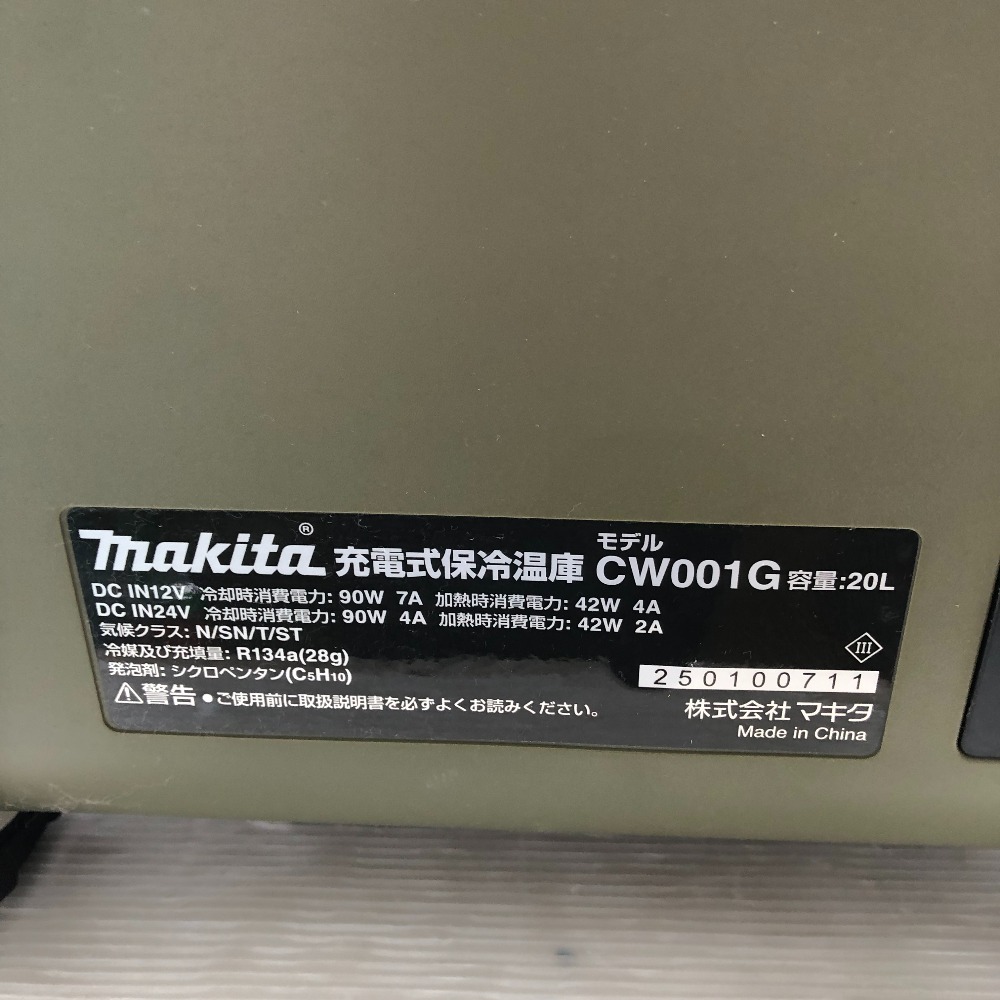 makita® 充電式保冷温庫 モデル CW001G 容量:20L
DC IN12V 冷却時消費電力: 90W 7A 加熱時消費電力: 42W 4A
DC IN24V 冷却時消費電力: 90W 4A 加熱時消費電力: 42W 2A
気候クラス: N/SN/T/ST
冷媒及び充填量: R134a(28g)
発泡剤: シクロペンタン(C5H10)
III
250100711
⚠警告 ●ご使用前に取扱説明書を必ずよくお読みください。
株式会社 マキタ
Made in China